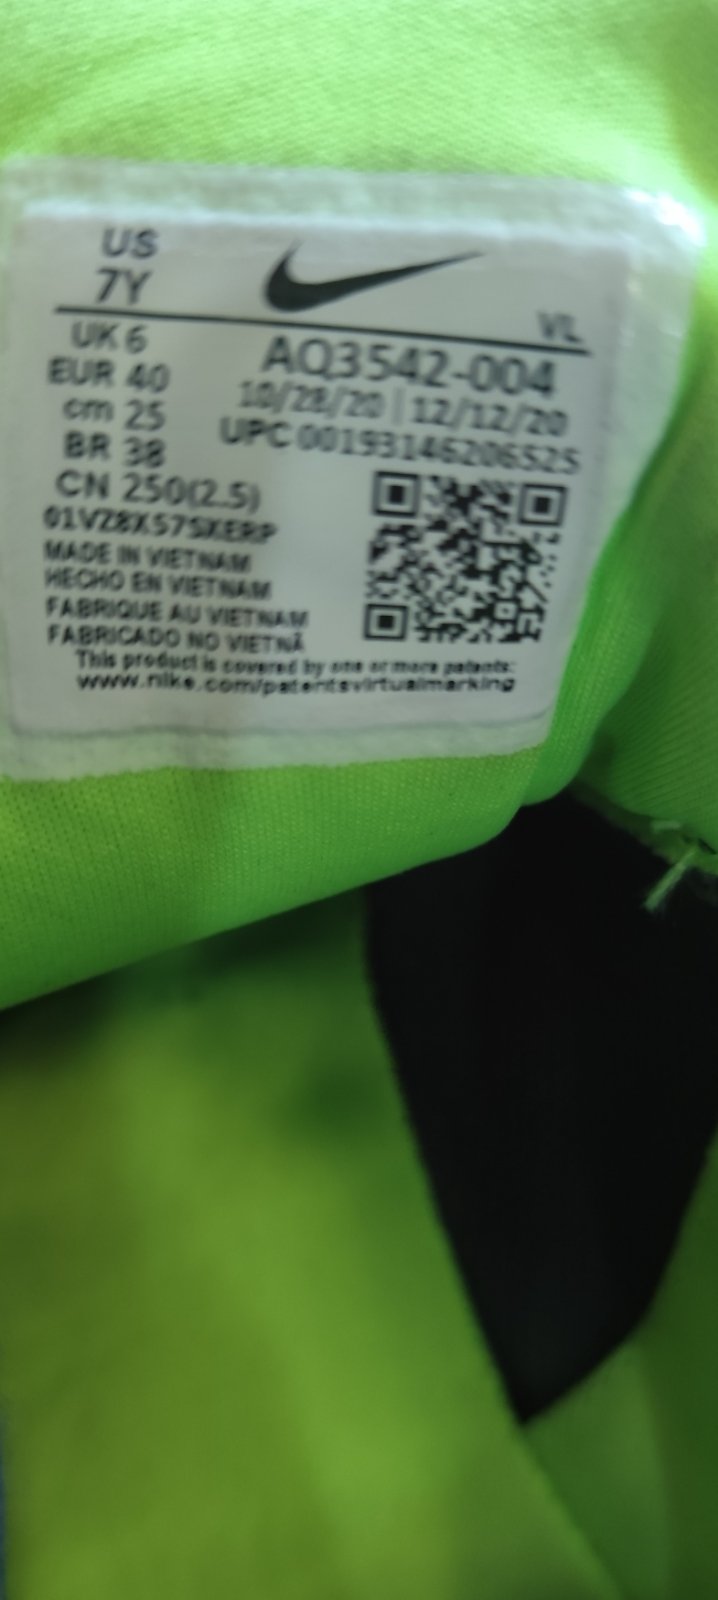 US
7Y
VL
UK 6
EUR 40
cm 25
BR 38
CN 250(2.5)
AQ3542-004
10/28/20 | 12/12/20
UPC 00193146206525
01VZ8X57SXERP
MADE IN VIETNAM
HECHO EN VIETNAM
FABRIQUE AU VIETNAM
FABRICADO NO VIETNÃ
This product is covered by one or more patents:
www.nike.com/patentsvirtualmarking